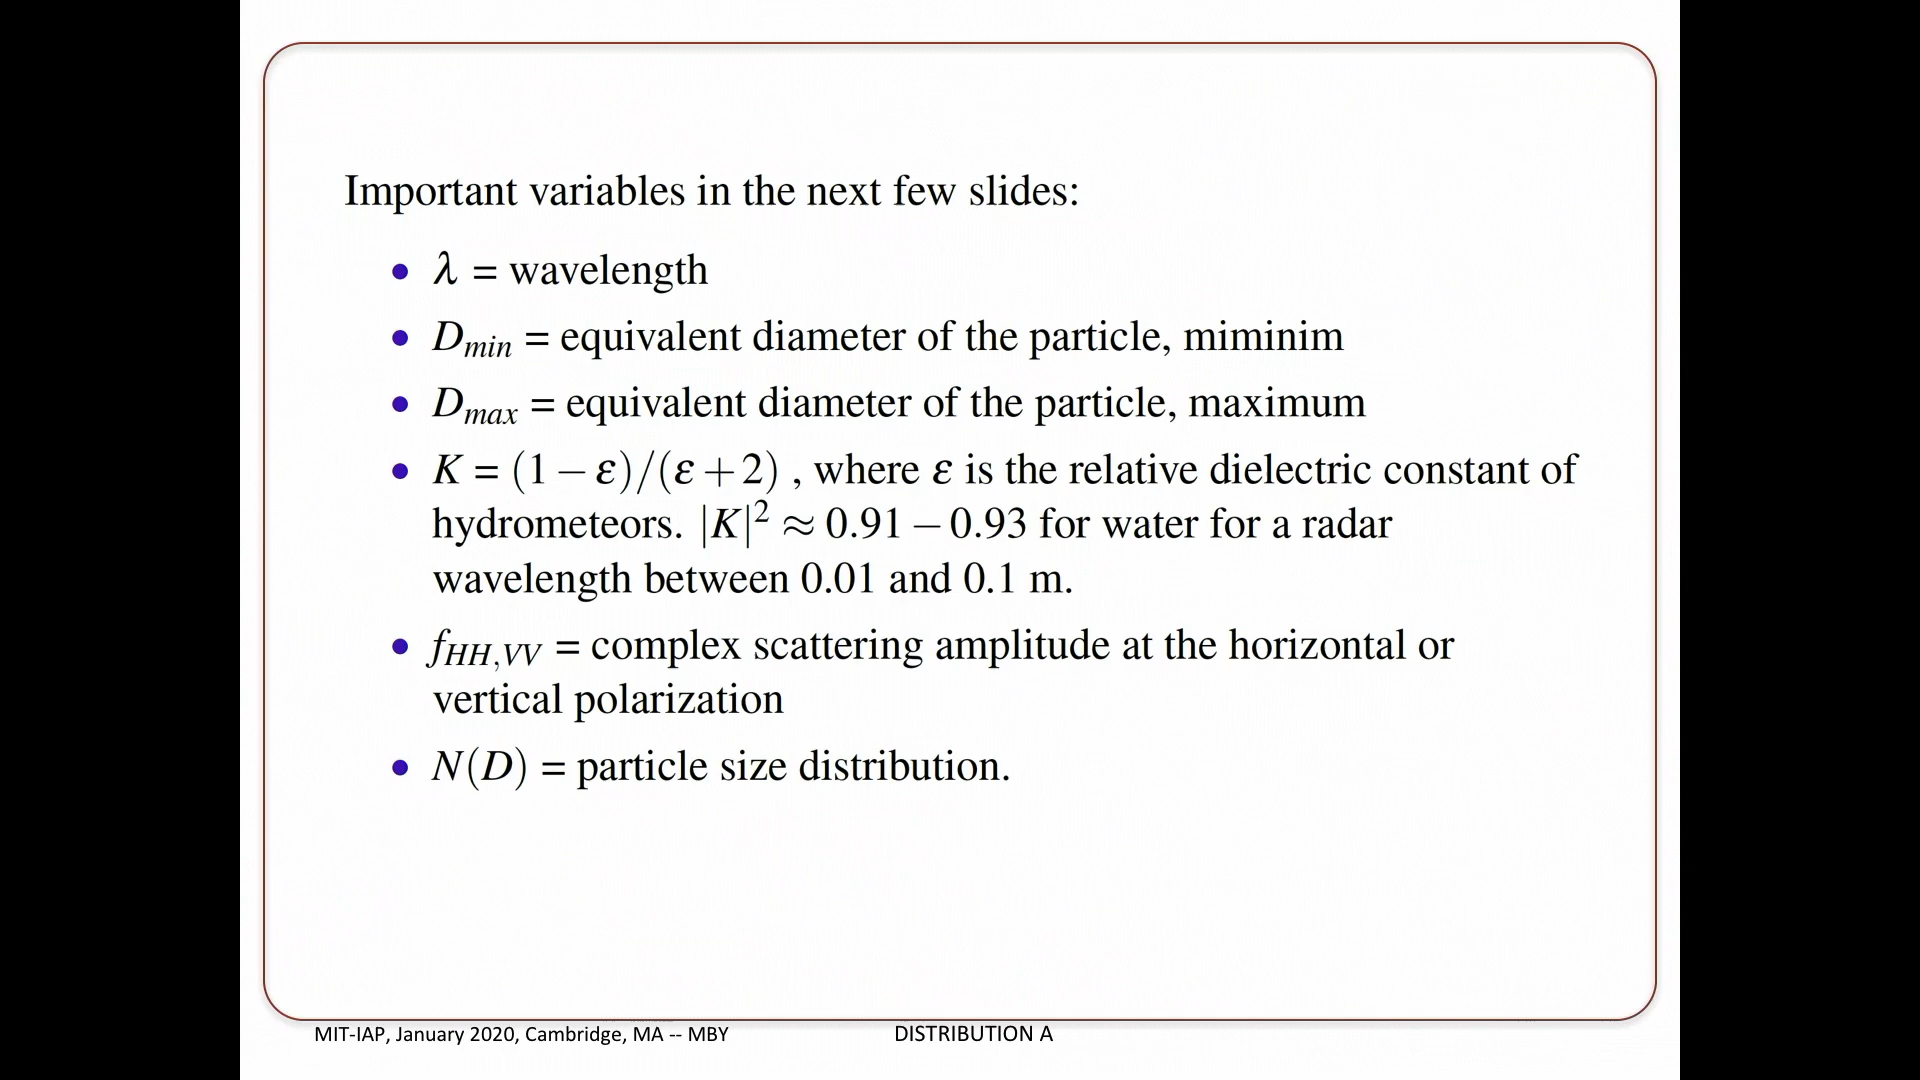 Important variables in the next few slides:
• λ = wavelength
• D_min = equivalent diameter of the particle, miminim
• D_max = equivalent diameter of the particle, maximum
• K = (1 − ε)/(ε + 2) , where ε is the relative dielectric constant of
hydrometeors. |K|² ≈ 0.91 − 0.93 for water for a radar
wavelength between 0.01 and 0.1 m.
• f_HH,VV = complex scattering amplitude at the horizontal or
vertical polarization
• N(D) = particle size distribution.
MIT-IAP, January 2020, Cambridge, MA -- MBY DISTRIBUTION A